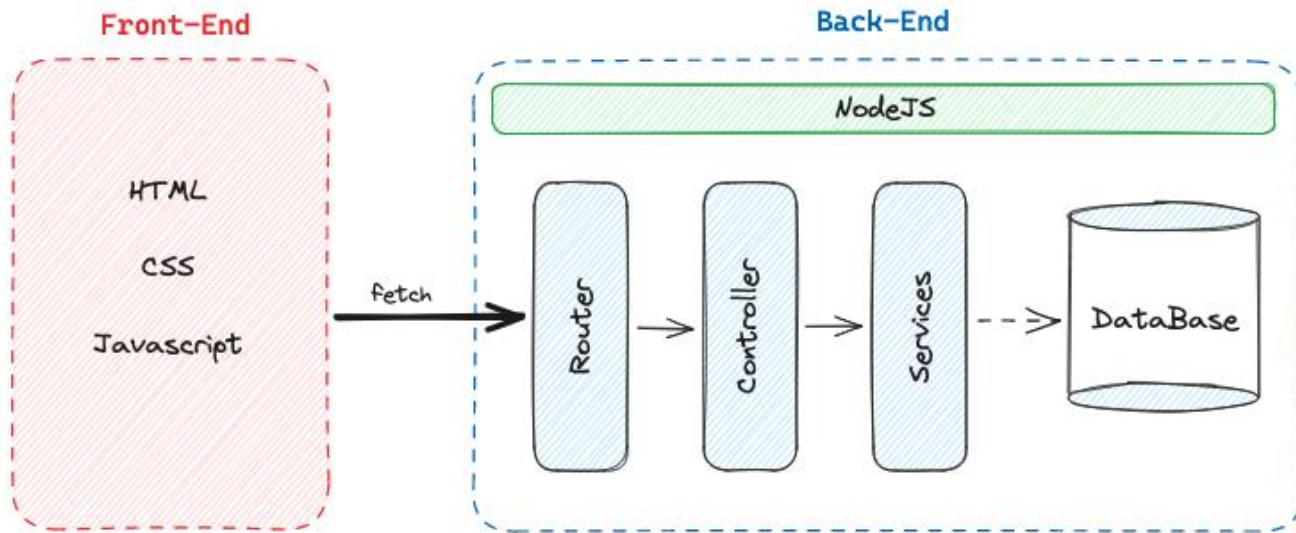 Front-End
Back-End
NodeJS
HTML
CSS
Javascript
fetch
Router
Controller
Services
DataBase